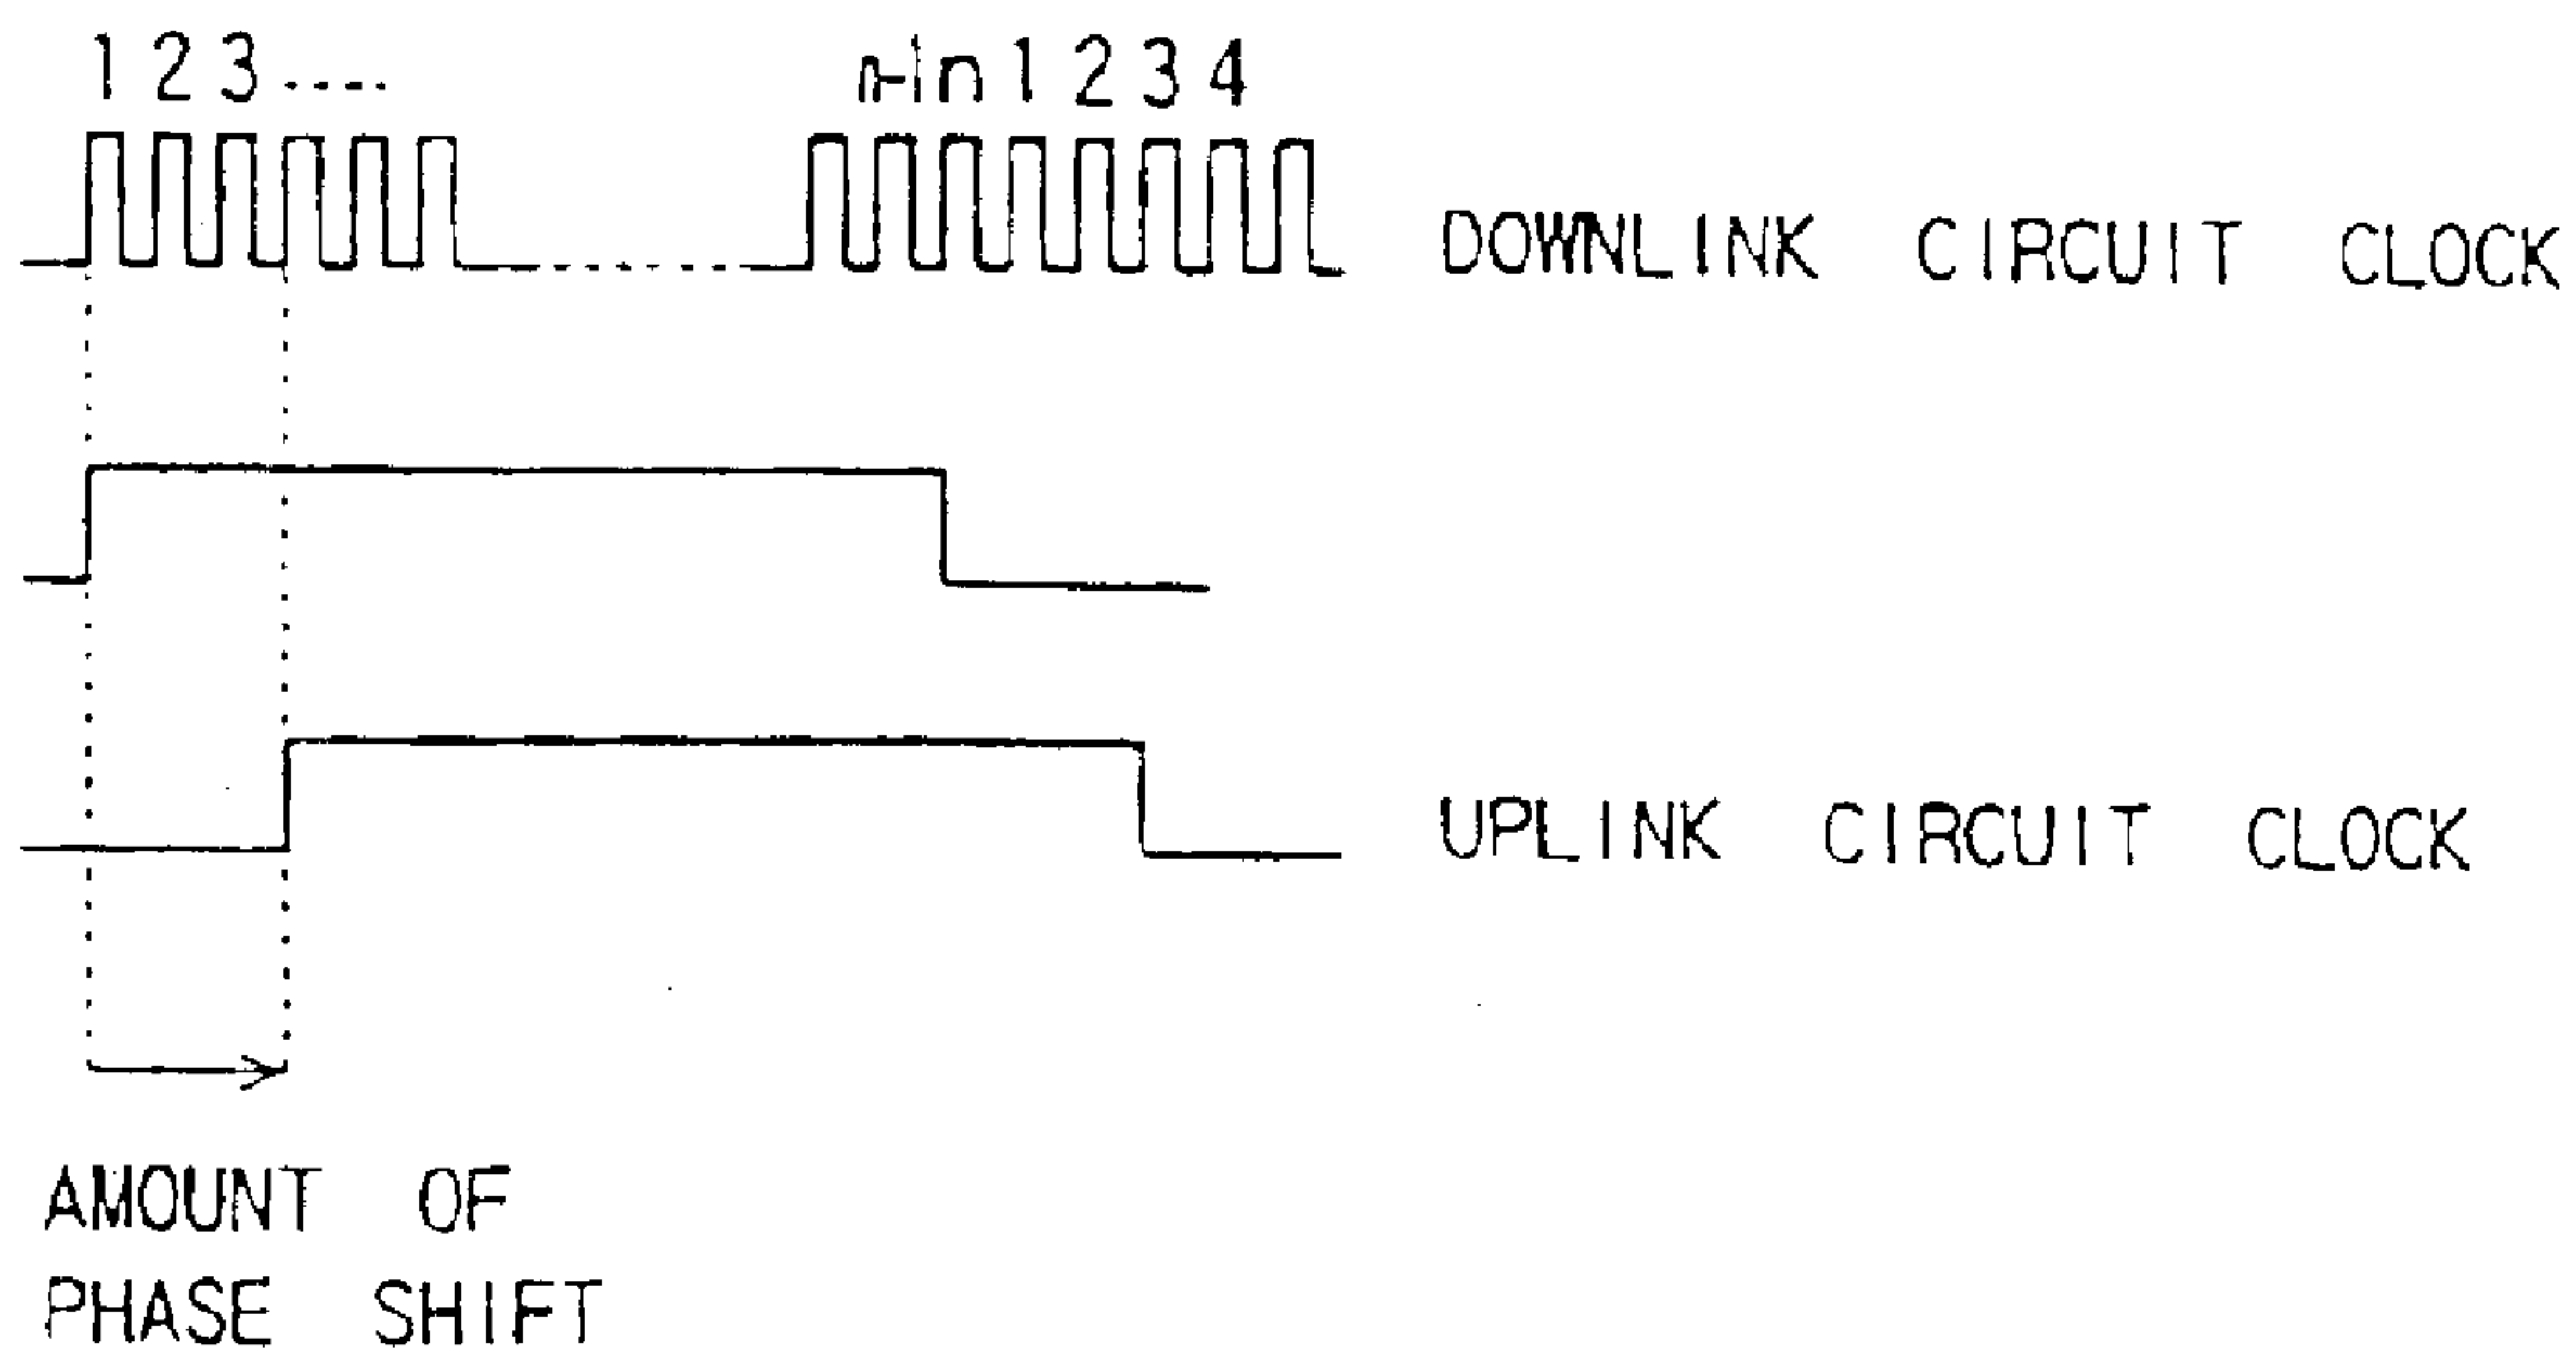 1 2 3 ----
n-1 n 1 2 3 4
DOWNLINK CIRCUIT CLOCK
UPLINK CIRCUIT CLOCK
AMOUNT OF
PHASE SHIFT